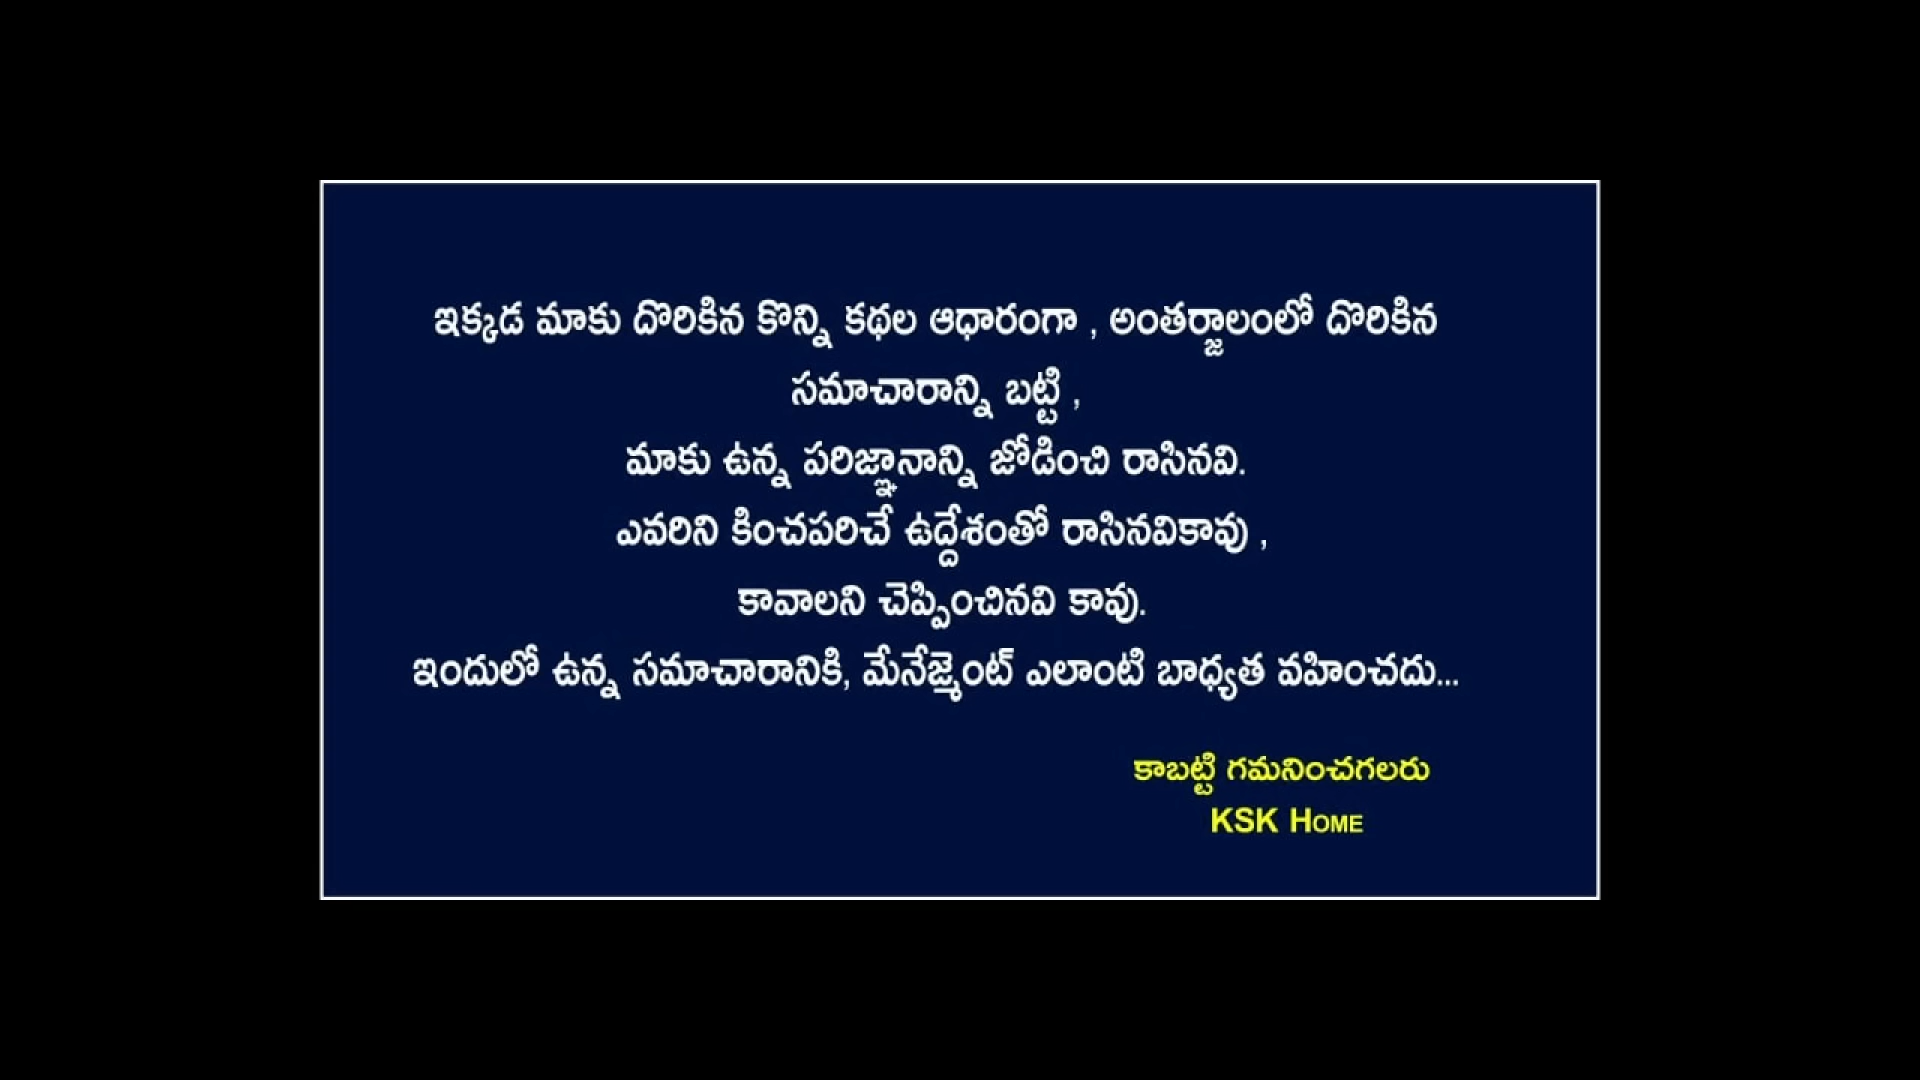 ఇక్కడ మాకు దొరికిన కొన్ని కథల ఆధారంగా , అంతర్జాలంలో దొరికిన
సమాచారాన్ని బట్టి ,
మాకు ఉన్న పరిజ్ఞానాన్ని జోడించి రాసినవి.
ఎవరిని కించపరిచే ఉద్దేశంతో రాసినవికావు ,
కావాలని చెప్పించినవి కావు.
ఇందులో ఉన్న సమాచారానికి, మేనేజ్మెంట్ ఎలాంటి బాధ్యత వహించదు...
కాబట్టి గమనించగలరు
KSK HOME